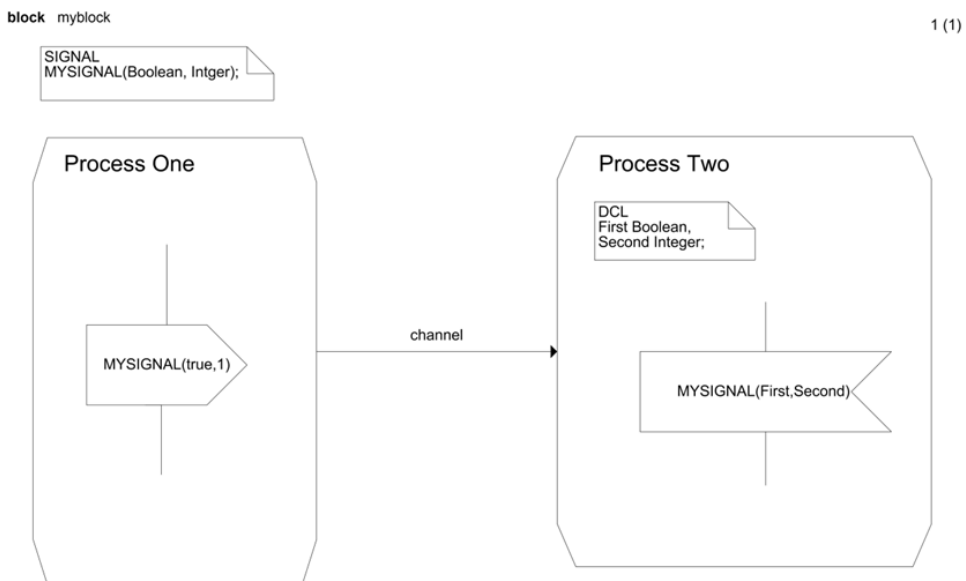 block myblock
1 (1)
SIGNAL
MYSIGNAL(Boolean, Intger);
Process One
Process Two
DCL
First Boolean,
Second Integer;
channel
MYSIGNAL(true,1)
MYSIGNAL(First,Second)